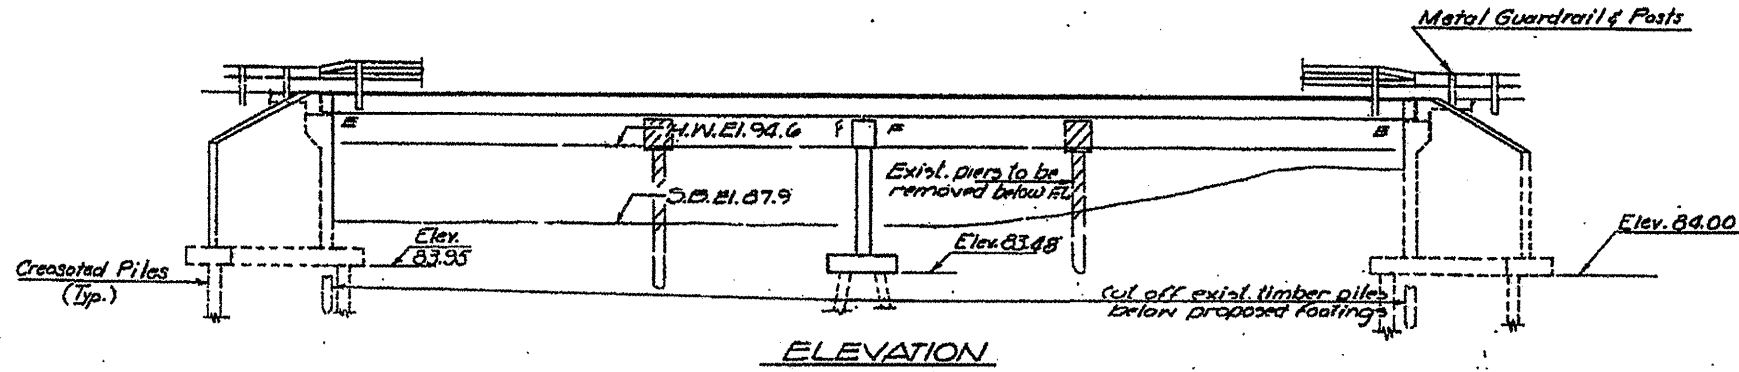 Metal Guardrail & Posts
E
H.W.El.94.6
F
F
E
Exist. piers to be
removed below F.L.
S.B.El.87.9
Elev.
83.95
Elev.83.48
Elev. 84.00
Creosoted Piles
(Typ.)
Cut off exist. timber piles
below proposed footings
ELEVATION